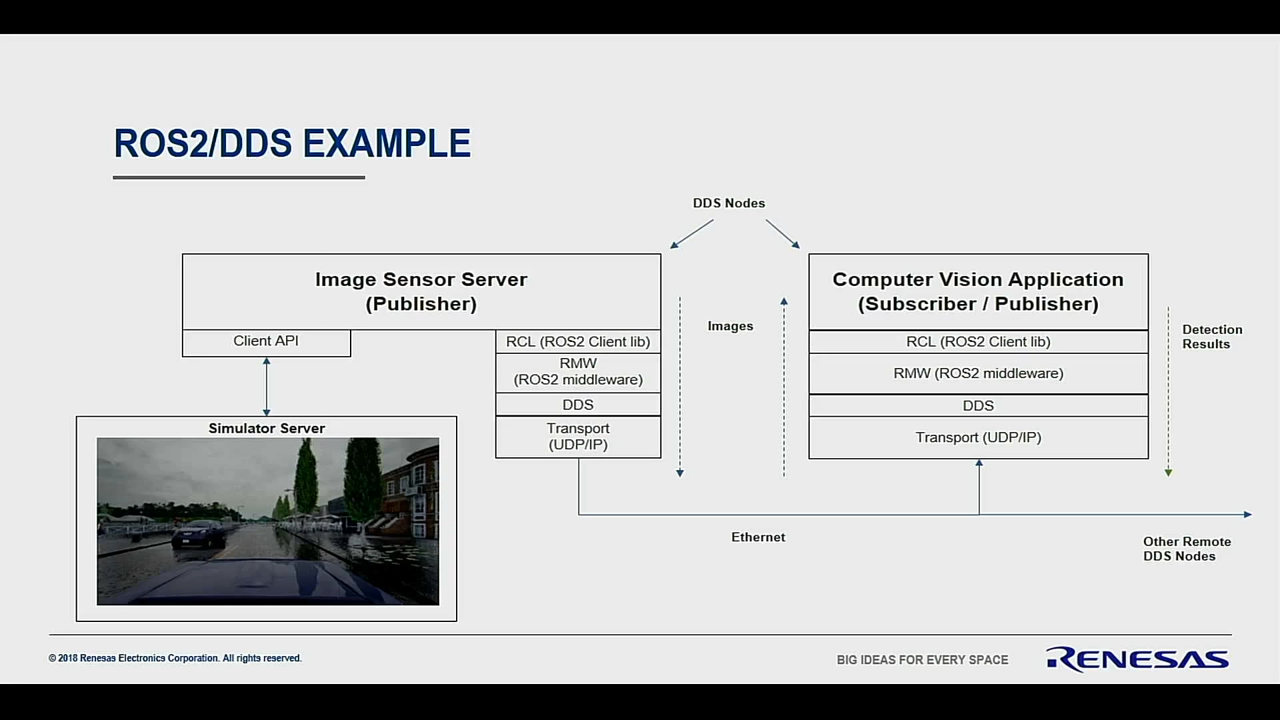 ROS2/DDS EXAMPLE
DDS Nodes
Image Sensor Server
(Publisher)
Client API
RCL (ROS2 Client lib)
RMW
(ROS2 middleware)
DDS
Transport
(UDP/IP)
Simulator Server
Images
Computer Vision Application
(Subscriber / Publisher)
RCL (ROS2 Client lib)
RMW (ROS2 middleware)
DDS
Transport (UDP/IP)
Detection
Results
Ethernet
Other Remote
DDS Nodes
© 2018 Renesas Electronics Corporation. All rights reserved.
BIG IDEAS FOR EVERY SPACE
RENESAS